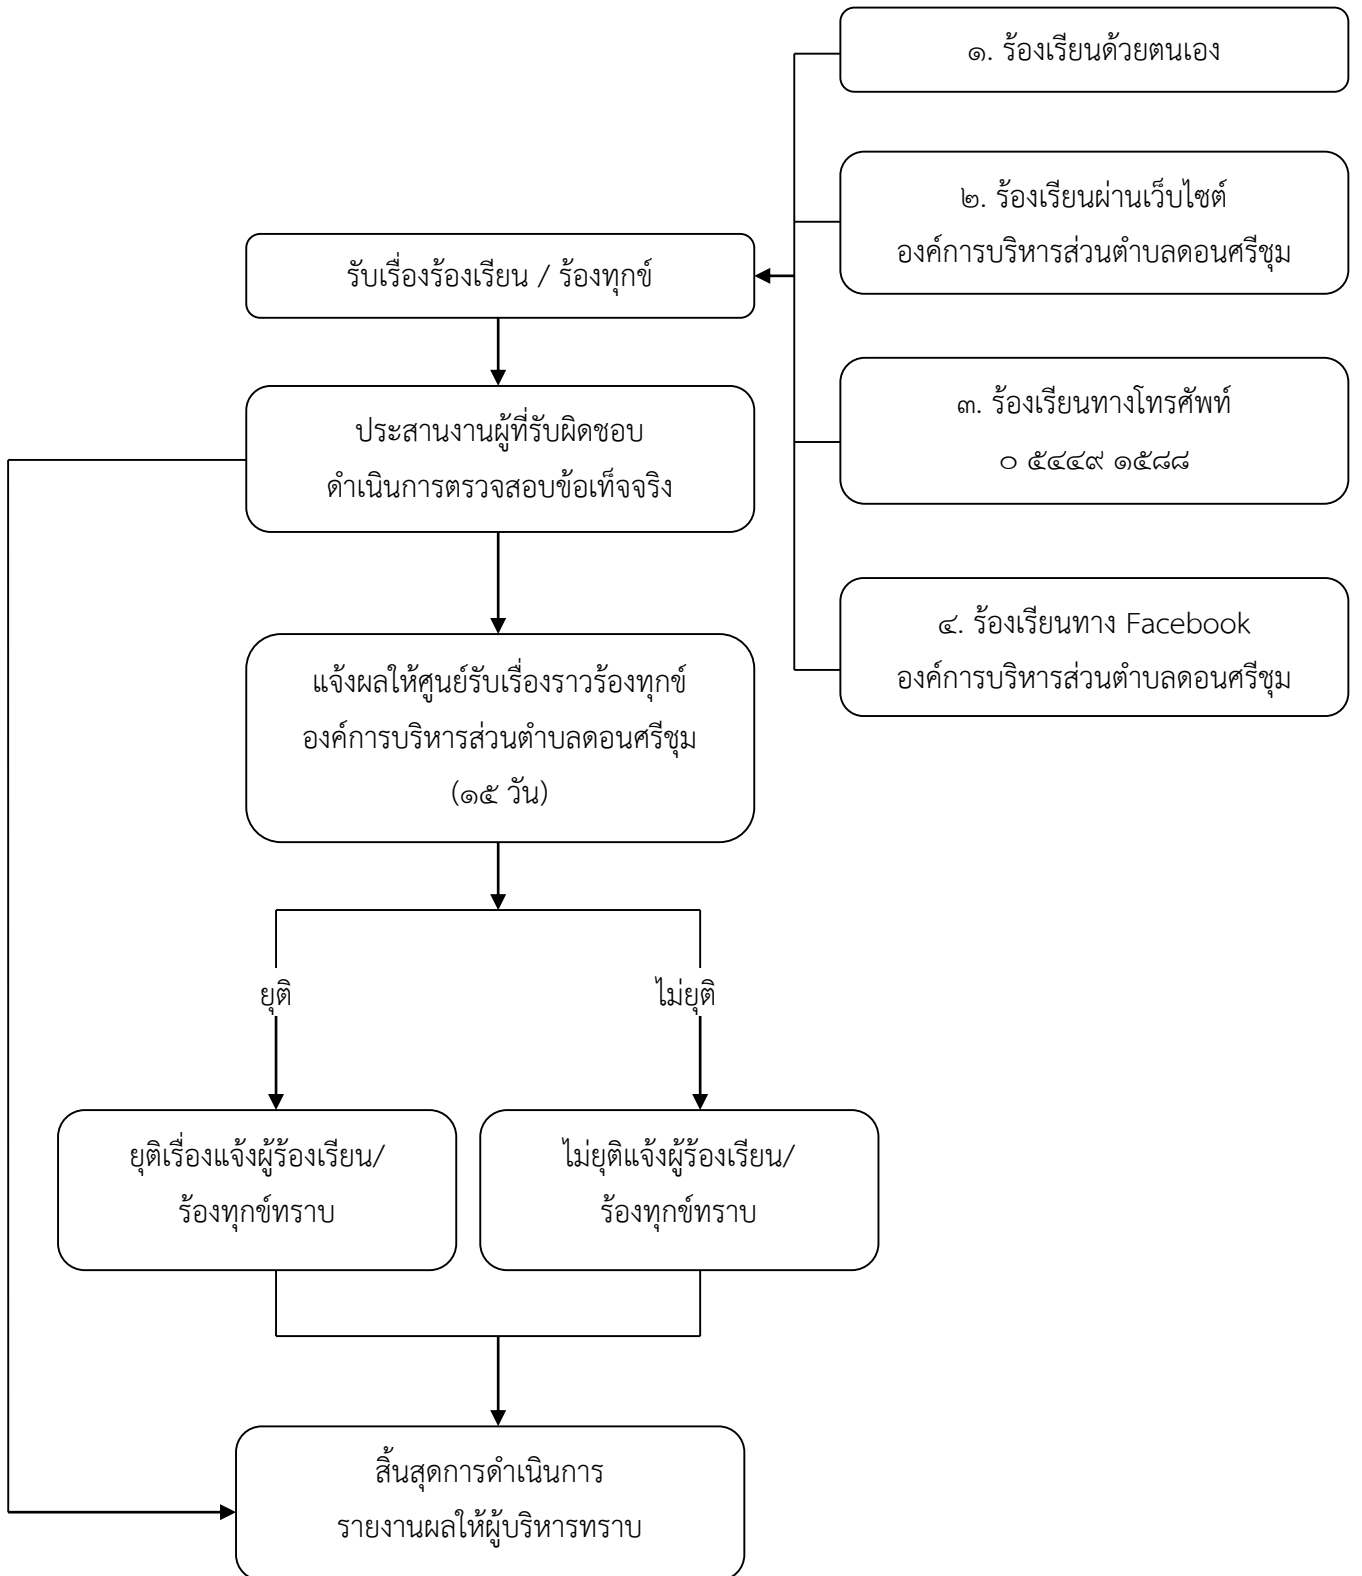 ๑. ร้องเรียนด้วยตนเอง
๒. ร้องเรียนผ่านเว็บไซต์
องค์การบริหารส่วนตำบลดอนศรีชุม
รับเรื่องร้องเรียน / ร้องทุกข์
๓. ร้องเรียนทางโทรศัพท์
๐ ๕๔๔๙ ๑๕๘๘
ประสานงานผู้ที่รับผิดชอบ
ดำเนินการตรวจสอบข้อเท็จจริง
๔. ร้องเรียนทาง Facebook
องค์การบริหารส่วนตำบลดอนศรีชุม
แจ้งผลให้ศูนย์รับเรื่องราวร้องทุกข์
องค์การบริหารส่วนตำบลดอนศรีชุม
(๑๕ วัน)
ยุติ
ไม่ยุติ
ยุติเรื่องแจ้งผู้ร้องเรียน/
ร้องทุกข์ทราบ
ไม่ยุติแจ้งผู้ร้องเรียน/
ร้องทุกข์ทราบ
สิ้นสุดการดำเนินการ
รายงานผลให้ผู้บริหารทราบ